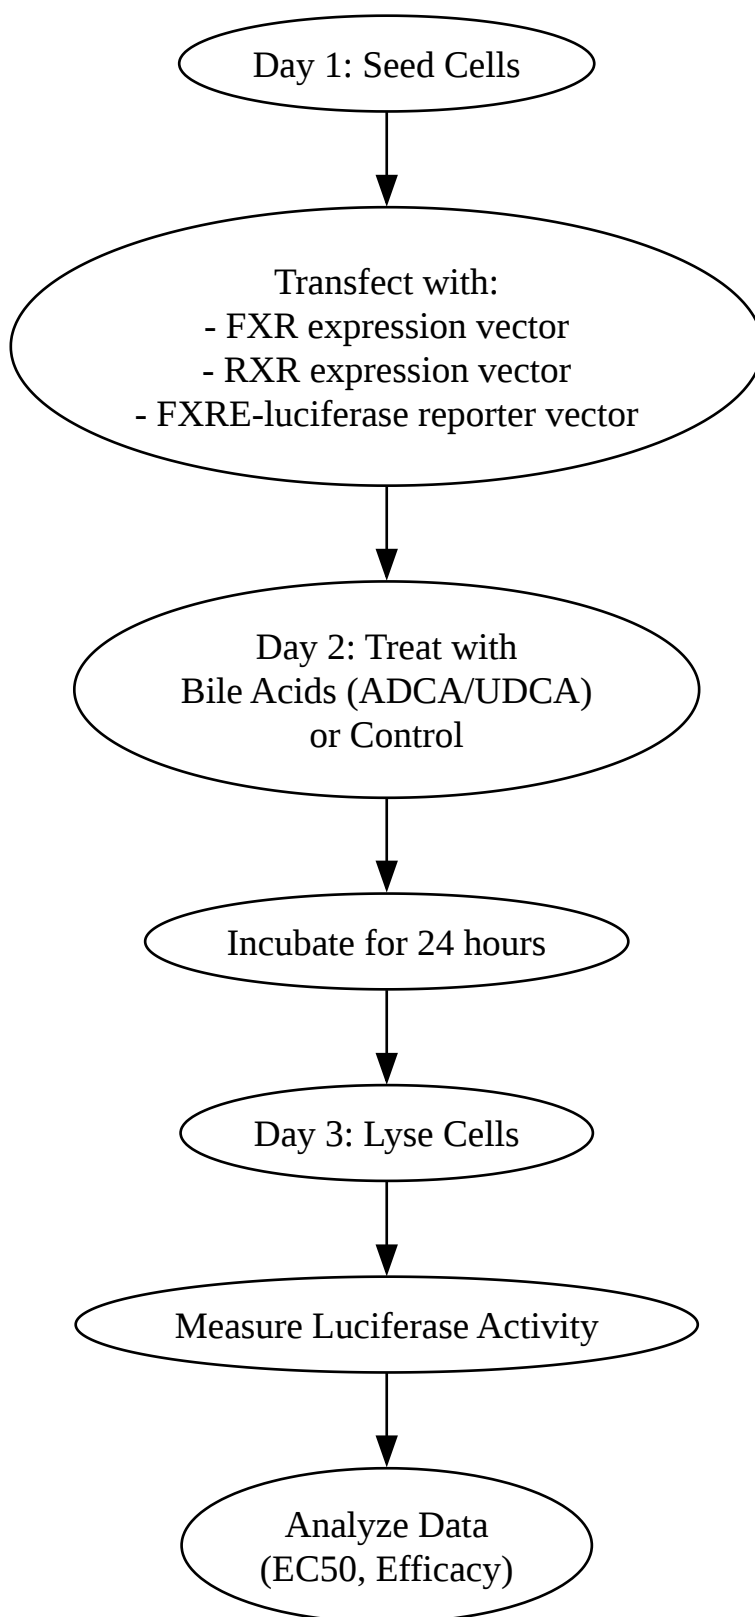 Day 1: Seed Cells
Transfect with:
- FXR expression vector
- RXR expression vector
- FXRE-luciferase reporter vector
Day 2: Treat with
Bile Acids (ADCA/UDCA)
or Control
Incubate for 24 hours
Day 3: Lyse Cells
Measure Luciferase Activity
Analyze Data
(EC50, Efficacy)